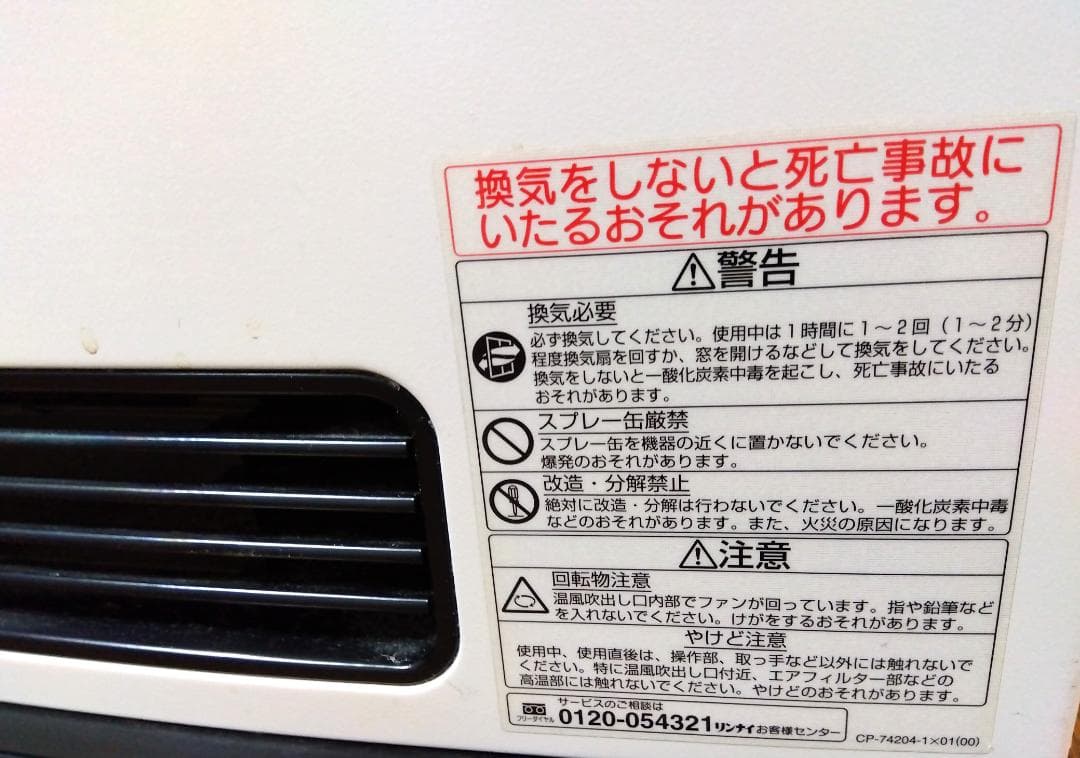 換気をしないと死亡事故に
いたるおそれがあります。
警告
換気必要
必ず換気してください。使用中は1時間に1～2回(1～2分)
程度換気扇を回すか、窓を開けるなどして換気をしてください。
換気をしないと一酸化炭素中毒を起こし、死亡事故にいたる
おそれがあります。
スプレー缶厳禁
スプレー缶を機器の近くに置かないでください。
爆発のおそれがあります。
改造・分解禁止
絶対に改造・分解は行わないでください。一酸化炭素中毒
などのおそれがあります。また、火災の原因になります。
注意
回転物注意
温風吹出し口内部でファンが回っています。指や鉛筆など
を入れないでください。けがをするおそれがあります。
やけど注意
使用中、使用直後は、操作部、取っ手など以外には触れないで
ください。特に温風吹出し口付近、エアフィルター部などの
高温部には触れないでください。やけどのおそれがあります。
サービスのご相談は
フリーダイヤル 0120-054321 リンナイお客様センター
CP-74204-1×01(00)